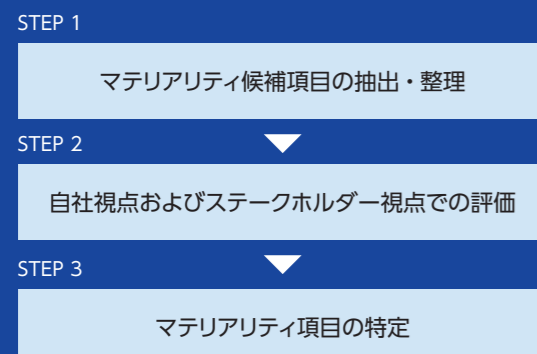 STEP 1
マテリアリティ候補項目の抽出・整理
STEP 2
自社視点およびステークホルダー視点での評価
STEP 3
マテリアリティ項目の特定